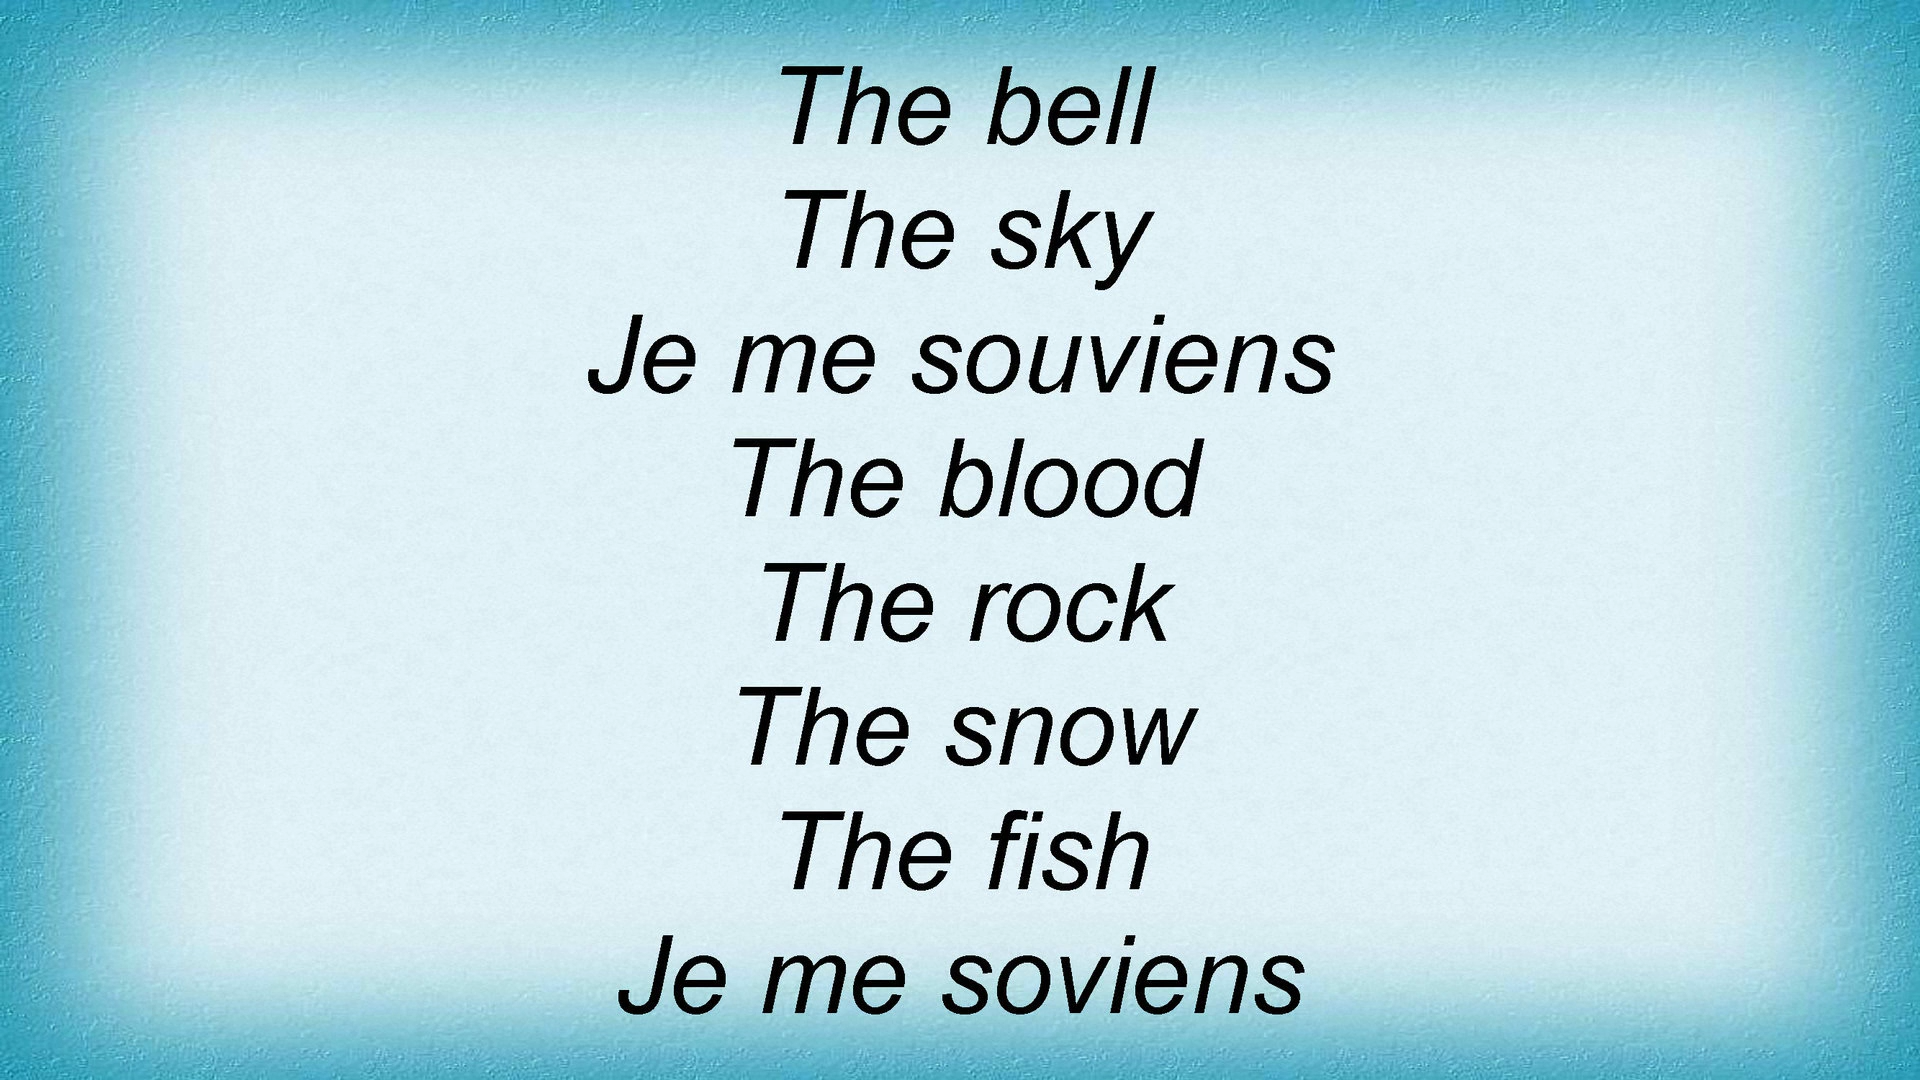 The bell
The sky
Je me souviens
The blood
The rock
The snow
The fish
Je me soviens